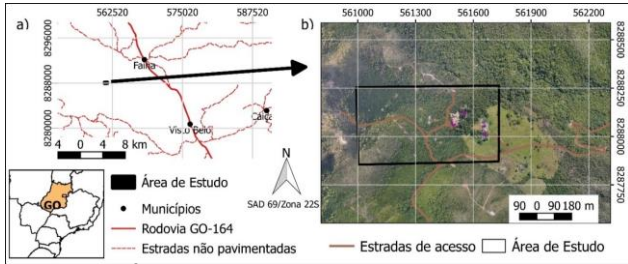 a)
562520 575020 587520
8296000
8288000
8280000
Faina
Visto Belo
Caiça
4 0 4 8 km
GO
Área de Estudo
Municípios
Rodovia GO-164
Estradas não pavimentadas
N
SAD 69/Zona 22S
b)
561000 561300 561600 561900 562200
8288500
8288250
8288000
8287750
90 0 90 180 m
Estradas de acesso
Área de Estudo